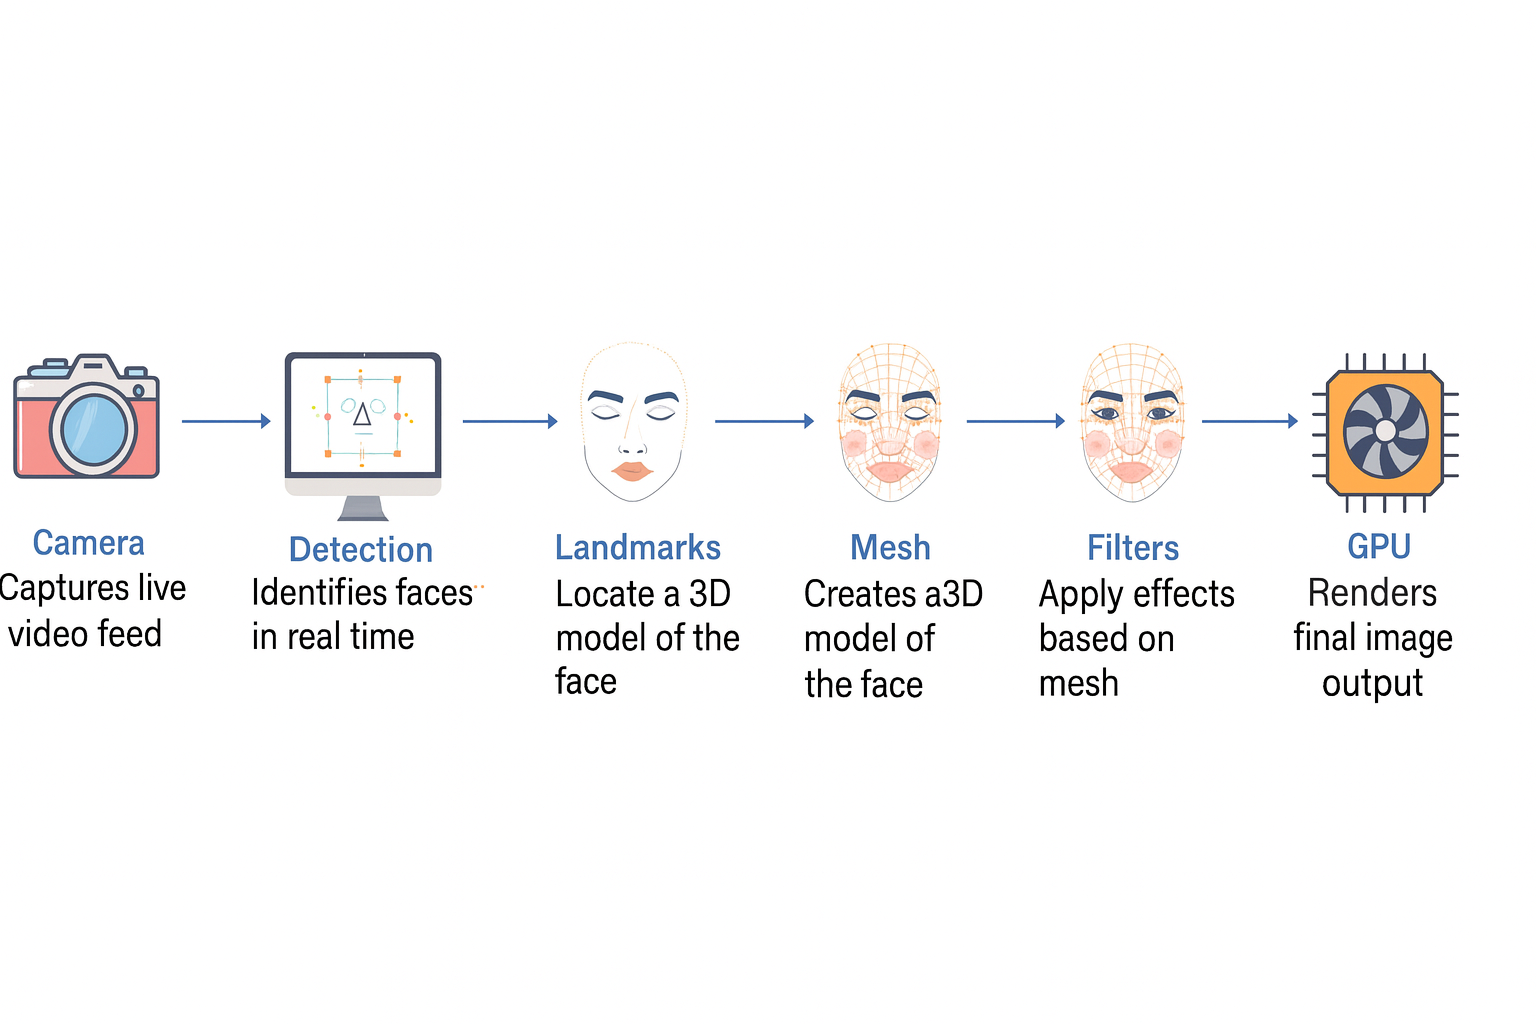 Camera
Captures live
video feed
Detection
Identifies faces
in real time
Landmarks
Locate a 3D
model of the
face
Mesh
Creates a3D
model of
the face
Filters
Apply effects
based on
mesh
GPU
Renders
final image
output